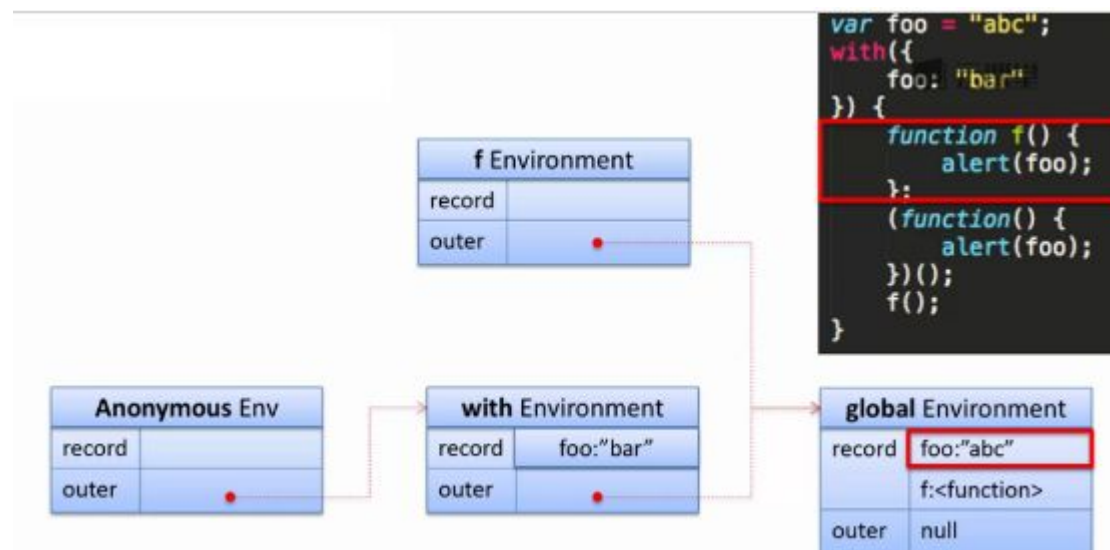 var foo = "abc";
with({
foo: "bar"
}) {
function f() {
alert(foo);
};
(function() {
alert(foo);
})();
f();
}
f Environment
record
outer
Anonymous Env
record
outer
with Environment
record foo:"bar"
outer
global Environment
record foo:"abc"
f:<function>
outer null